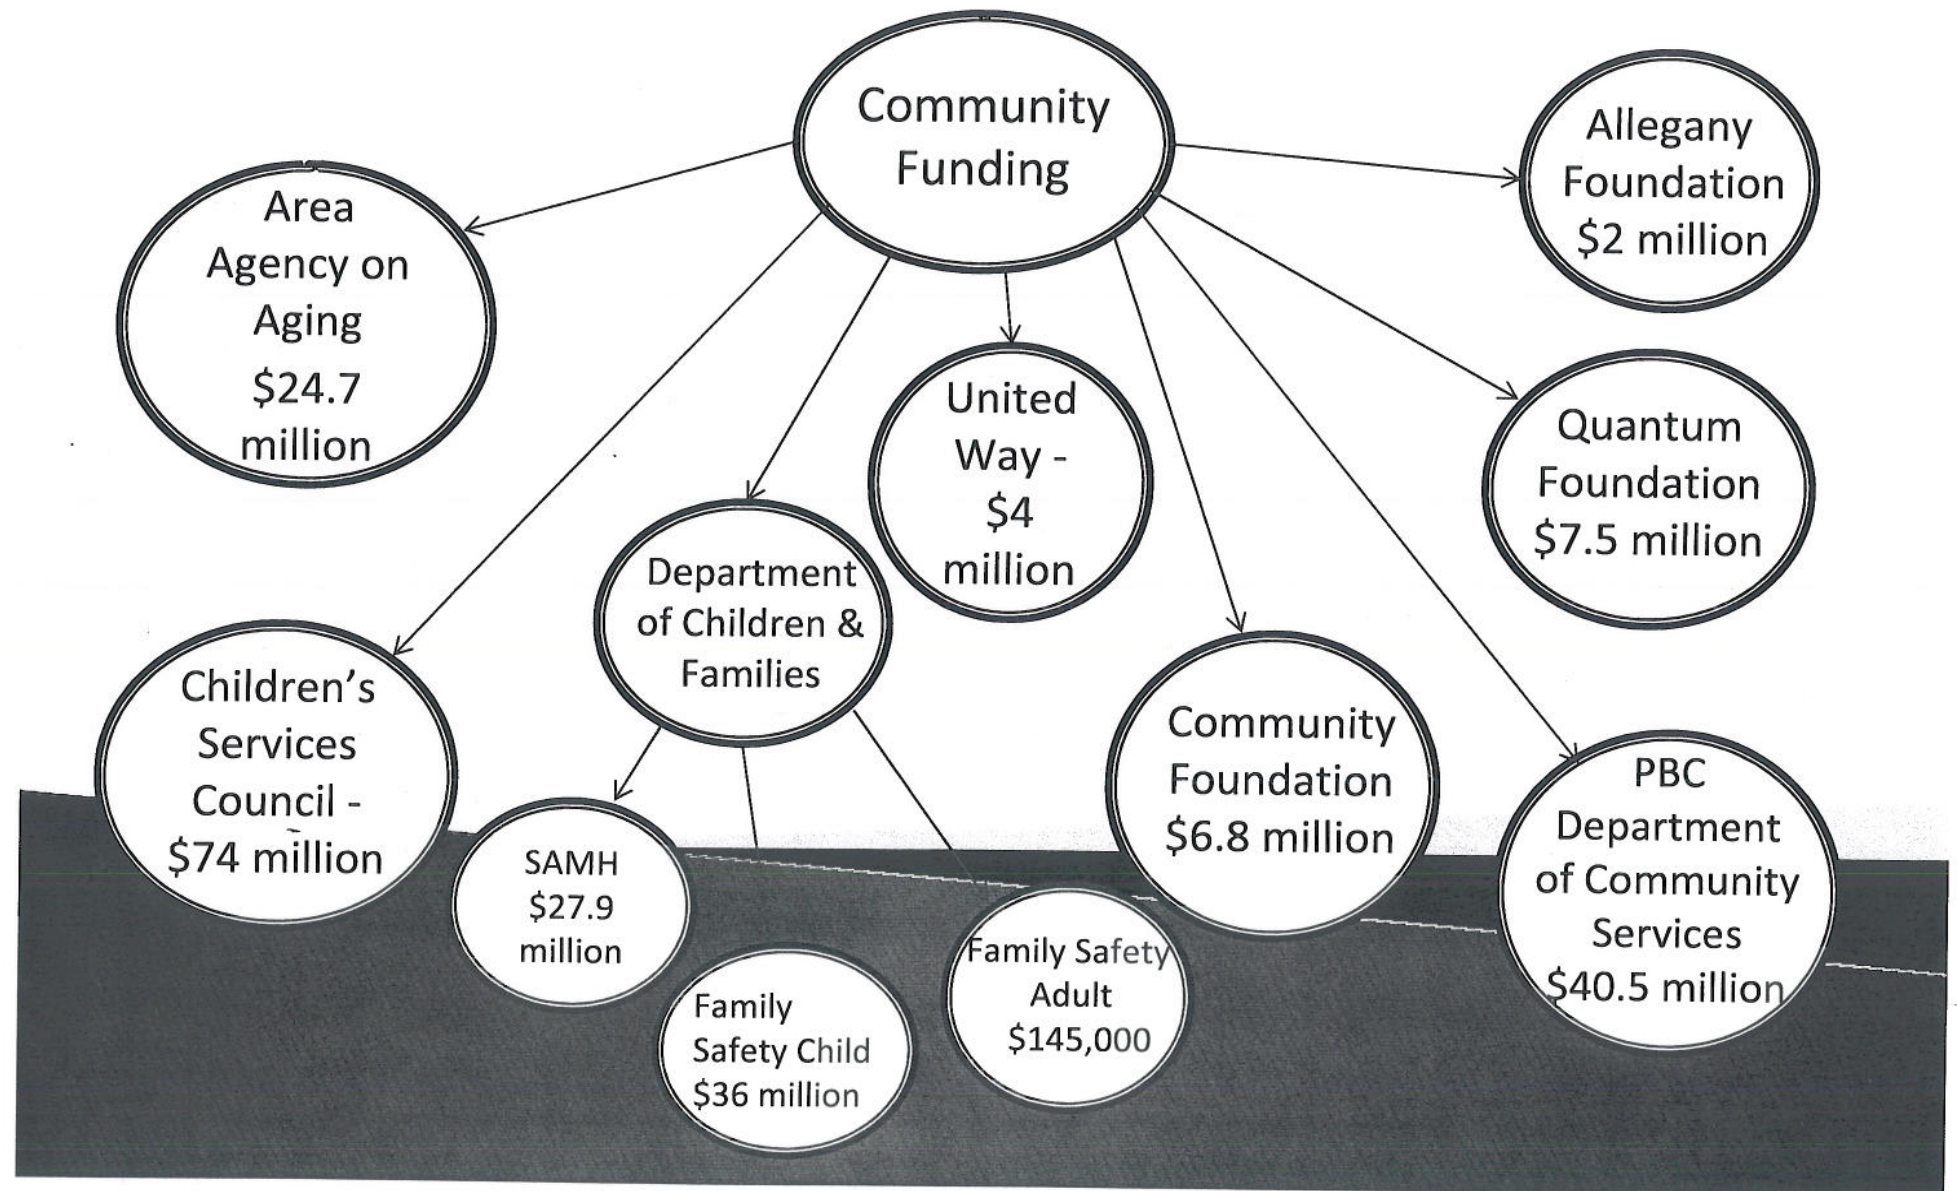 Community
Funding
Allegany
Foundation
$2 million
Area
Agency on
Aging
$24.7
million
United
Way -
$4
million
Quantum
Foundation
$7.5 million
Department
of Children &
Families
Children's
Services
Council -
$74 million
Community
Foundation
$6.8 million
PBC
Department
of Community
Services
$40.5 million
SAMH
$27.9
million
Family Safety
Adult
$145,000
Family
Safety Child
$36 million